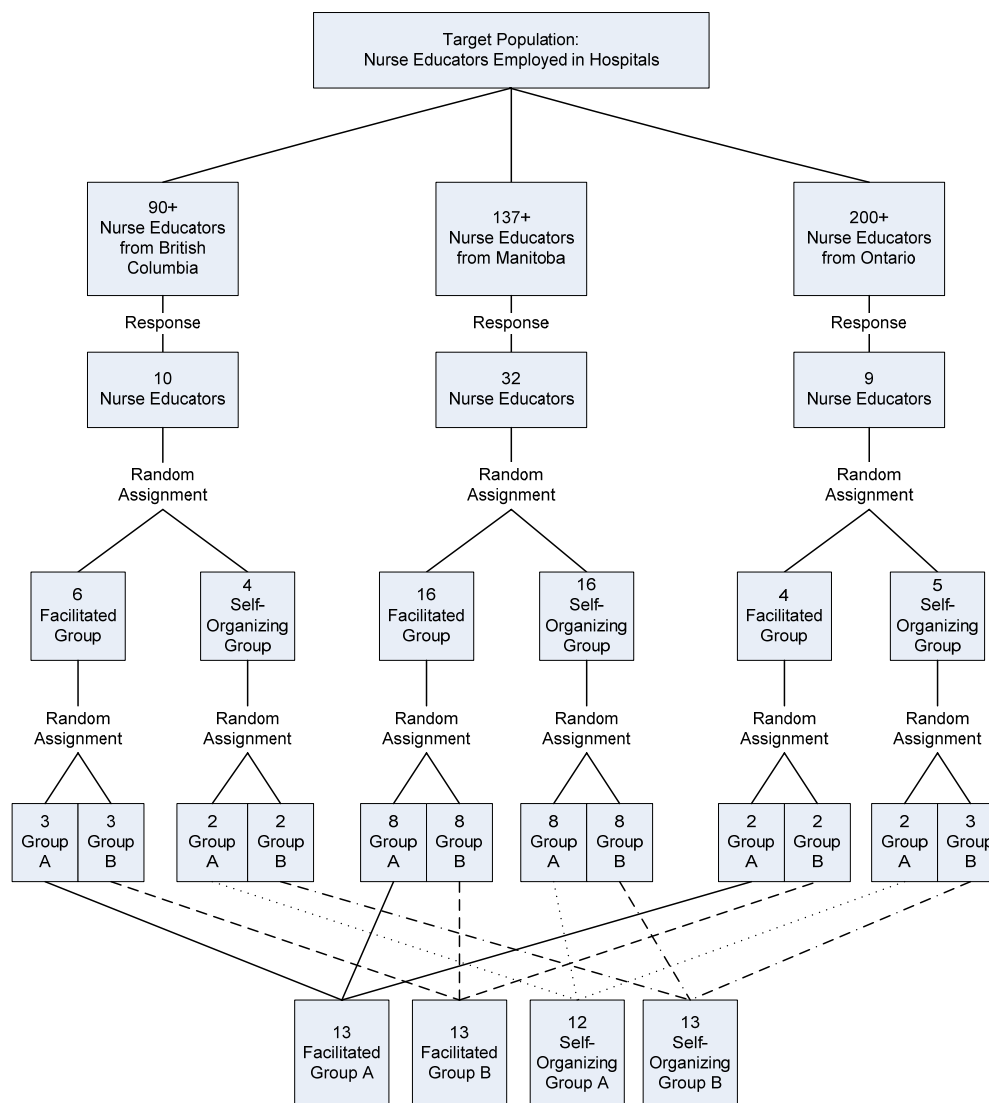 Target Population:
Nurse Educators Employed in Hospitals
90+
Nurse Educators
from British
Columbia
137+
Nurse Educators
from Manitoba
200+
Nurse Educators
from Ontario
Response
Response
Response
10
Nurse Educators
32
Nurse Educators
9
Nurse Educators
Random
Assignment
Random
Assignment
Random
Assignment
6
Facilitated
Group
4
Self-
Organizing
Group
16
Facilitated
Group
16
Self-
Organizing
Group
4
Facilitated
Group
5
Self-
Organizing
Group
Random
Assignment
Random
Assignment
Random
Assignment
Random
Assignment
Random
Assignment
Random
Assignment
3
Group
A
3
Group
B
2
Group
A
2
Group
B
8
Group
A
8
Group
B
8
Group
A
8
Group
B
2
Group
A
2
Group
B
2
Group
A
3
Group
B
13
Facilitated
Group A
13
Facilitated
Group B
12
Self-
Organizing
Group A
13
Self-
Organizing
Group B